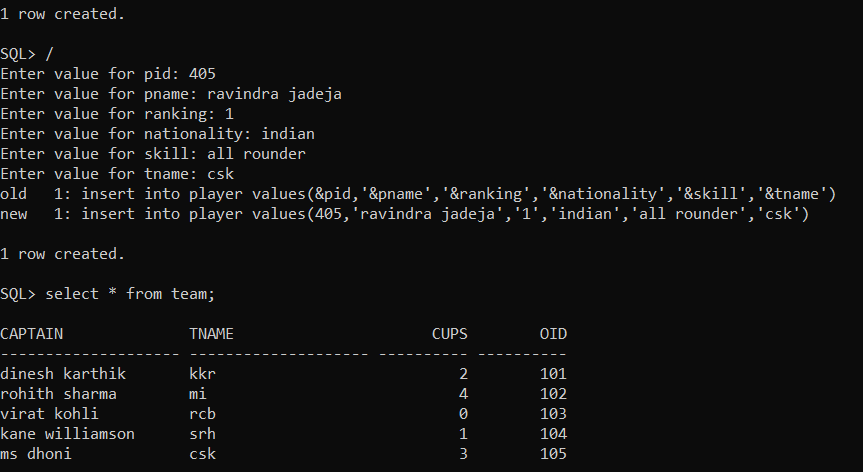 1 row created.
SQL> /
Enter value for pid: 405
Enter value for pname: ravindra jadeja
Enter value for ranking: 1
Enter value for nationality: indian
Enter value for skill: all rounder
Enter value for tname: csk
old   1: insert into player values(&pid,'&pname','&ranking','&nationality','&skill','&tname')
new   1: insert into player values(405,'ravindra jadeja','1','indian','all rounder','csk')
1 row created.
SQL> select * from team;
CAPTAIN              TNAME                      CUPS        OID
-------------------- -------------------- ---------- ----------
dinesh karthik       kkr                           2        101
rohith sharma        mi                            4        102
virat kohli          rcb                           0        103
kane williamson      srh                           1        104
ms dhoni             csk                           3        105